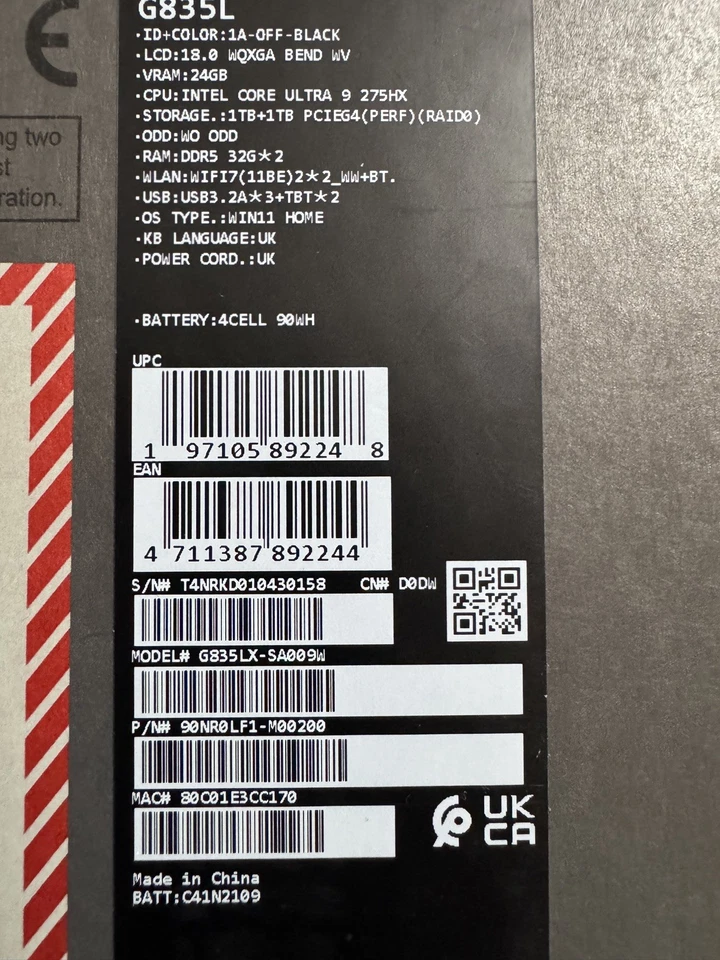 G835L
·ID+COLOR:1A-OFF-BLACK
·LCD:18.0 WQXGA BEND WV
·VRAM:24GB
·CPU:INTEL CORE ULTRA 9 275HX
·STORAGE.:1TB+1TB PCIEG4(PERF)(RAID0)
·ODD:WO ODD
·RAM:DDR5 32G*2
·WLAN:WIFI7(11BE)2*2_WW+BT.
·USB:USB3.2A*3+TBT*2
·OS TYPE.:WIN11 HOME
·KB LANGUAGE:UK
·POWER CORD.:UK
·BATTERY:4CELL 90WH
UPC
1 97105 89224 8
EAN
4 711387 892244
S/N# T4NRKD010430158 CN# D0DW
MODEL# G835LX-SA009W
P/N# 90NR0LF1-M00200
MAC# 80C01E3CC170
UK
CA
Made in China
BATT:C41N2109
CE
ng two
st
ration.